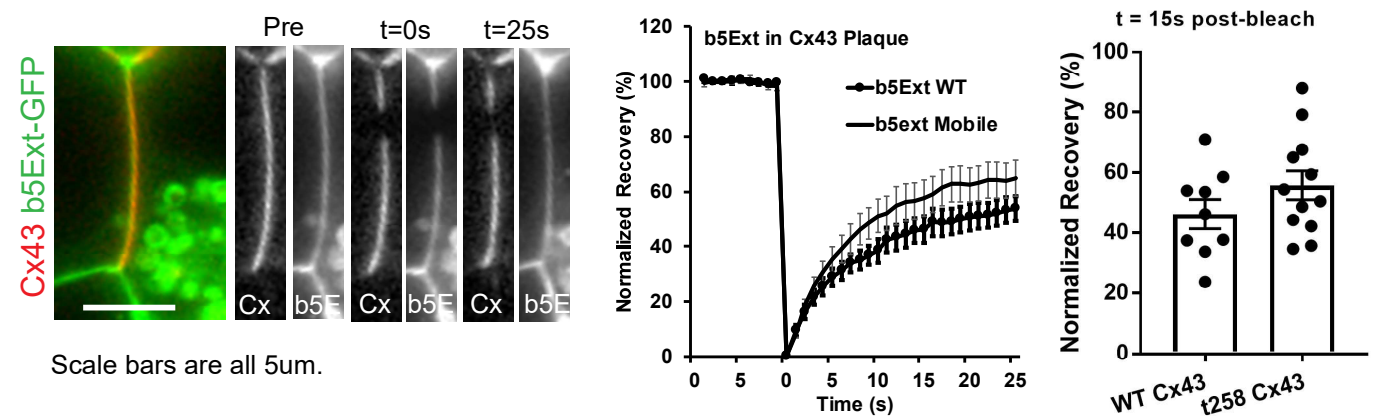 Cx43 b5Ext-GFP
Pre
t=0s
t=25s
Cx
b5E
Cx
b5E
Cx
b5E
Scale bars are all 5um.
Normalized Recovery (%)
120
100
80
60
40
20
0
b5Ext in Cx43 Plaque
b5Ext WT
b5ext Mobile
0 5 0 5 10 15 20 25
Time (s)
t = 15s post-bleach
Normalized Recovery (%)
100
80
60
40
20
0
WT Cx43
t258 Cx43